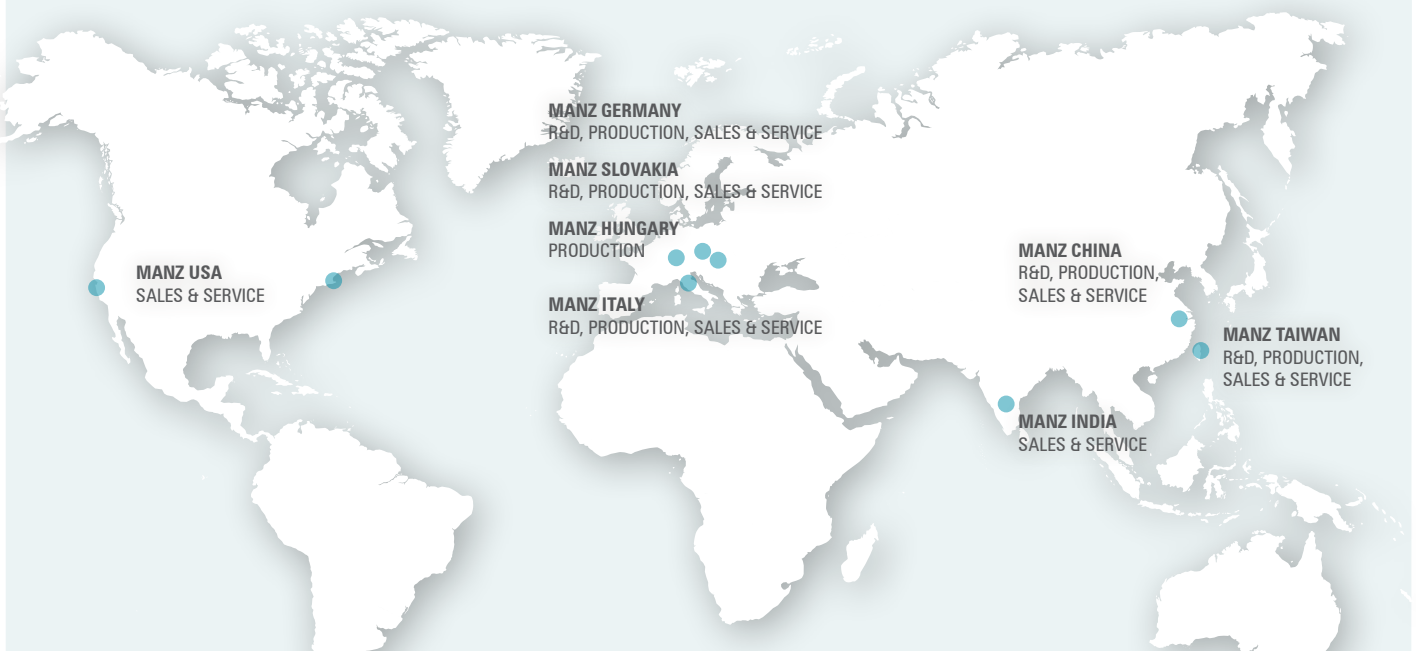 MANZ GERMANY
R&D, PRODUCTION, SALES & SERVICE
MANZ SLOVAKIA
R&D, PRODUCTION, SALES & SERVICE
MANZ HUNGARY
PRODUCTION
MANZ ITALY
R&D, PRODUCTION, SALES & SERVICE
MANZ USA
SALES & SERVICE
MANZ CHINA
R&D, PRODUCTION,
SALES & SERVICE
MANZ TAIWAN
R&D, PRODUCTION,
SALES & SERVICE
MANZ INDIA
SALES & SERVICE